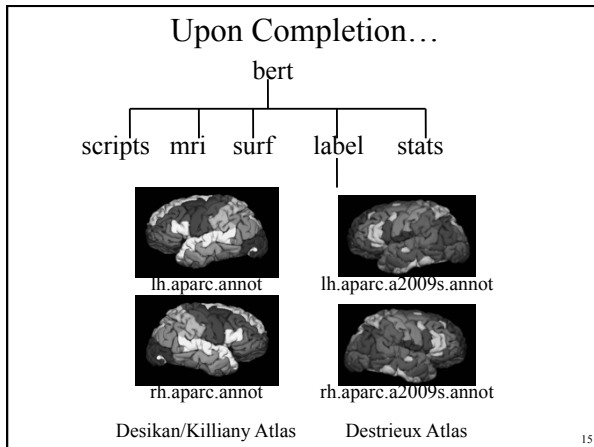 Upon Completion…
bert
scripts mri surf label stats
lh.aparc.annot lh.aparc.a2009s.annot
rh.aparc.annot rh.aparc.a2009s.annot
Desikan/Killiany Atlas Destrieux Atlas
15